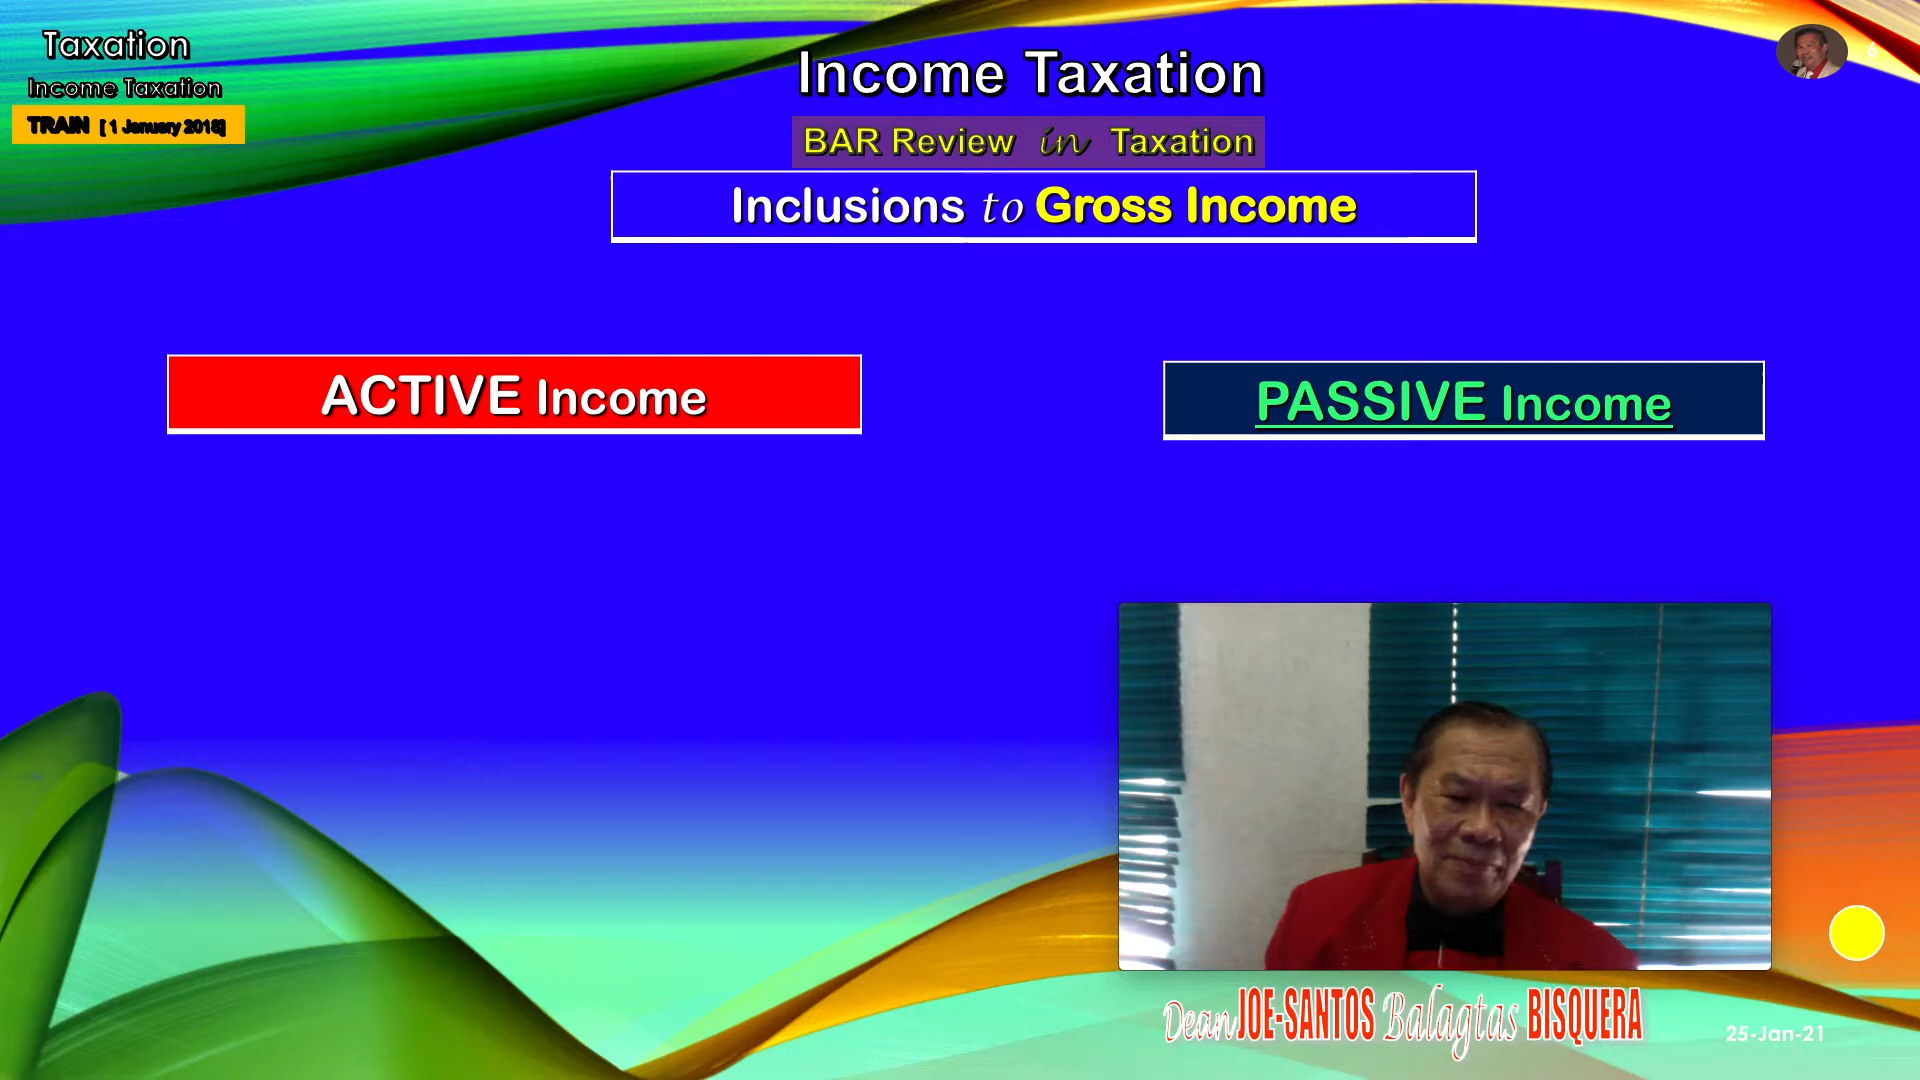 Taxation
Income Taxation
TRAIN [ 1 January 2018]
6
Income Taxation
BAR Review in Taxation
Inclusions to Gross Income
ACTIVE Income
PASSIVE Income
Dean JOE-SANTOS Balagtas BISQUERA
25-Jan-21